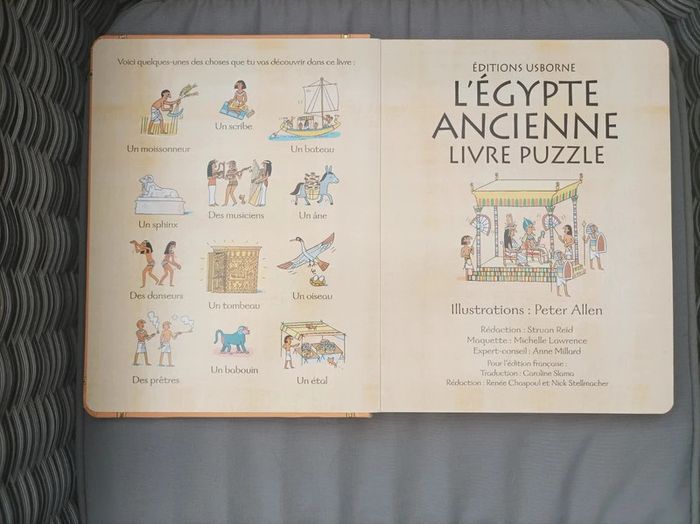 Voici quelques-unes des choses que tu vas découvrir dans ce livre :
Un moissonneur
Un scribe
Un bateau
Un sphinx
Des musiciens
Un âne
Des danseurs
Un tombeau
Un oiseau
Des prêtres
Un babouin
Un étal
ÉDITIONS USBORNE
L'ÉGYPTE
ANCIENNE
LIVRE PUZZLE
Illustrations : Peter Allen
Rédaction : Struan Reid
Maquette : Michelle Lawrence
Expert-conseil : Anne Millard
Pour l'édition française :
Traduction : Caroline Slama
Rédaction : Renée Chaspoul et Nick Stellmacher